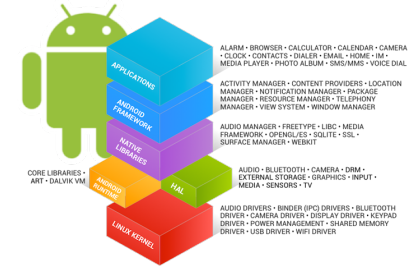 ALARM • BROWSER • CALCULATOR • CALENDAR • CAMERA
• CLOCK • CONTACTS • DIALER • EMAIL • HOME • IM •
MEDIA PLAYER • PHOTO ALBUM • SMS/MMS • VOICE DIAL
APPLICATIONS
ACTIVITY MANAGER • CONTENT PROVIDERS • LOCATION
MANAGER • NOTIFICATION MANAGER • PACKAGE
MANAGER • RESOURCE MANAGER • TELEPHONY
MANAGER • VIEW SYSTEM • WINDOW MANAGER
ANDROID
FRAMEWORK
AUDIO MANAGER • FREETYPE • LIBC • MEDIA
FRAMEWORK • OPENGL/ES • SQLITE • SSL •
SURFACE MANAGER • WEBKIT
NATIVE
LIBRARIES
CORE LIBRARIES •
ART • DALVIK VM
ANDROID
RUNTIME
HAL
AUDIO • BLUETOOTH • CAMERA • DRM •
EXTERNAL STORAGE • GRAPHICS • INPUT •
MEDIA • SENSORS • TV
LINUX KERNEL
AUDIO DRIVERS • BINDER (IPC) DRIVERS • BLUETOOTH
DRIVER • CAMERA DRIVER • DISPLAY DRIVER • KEYPAD
DRIVER • POWER MANAGEMENT • SHARED MEMORY
DRIVER • USB DRIVER • WIFI DRIVER